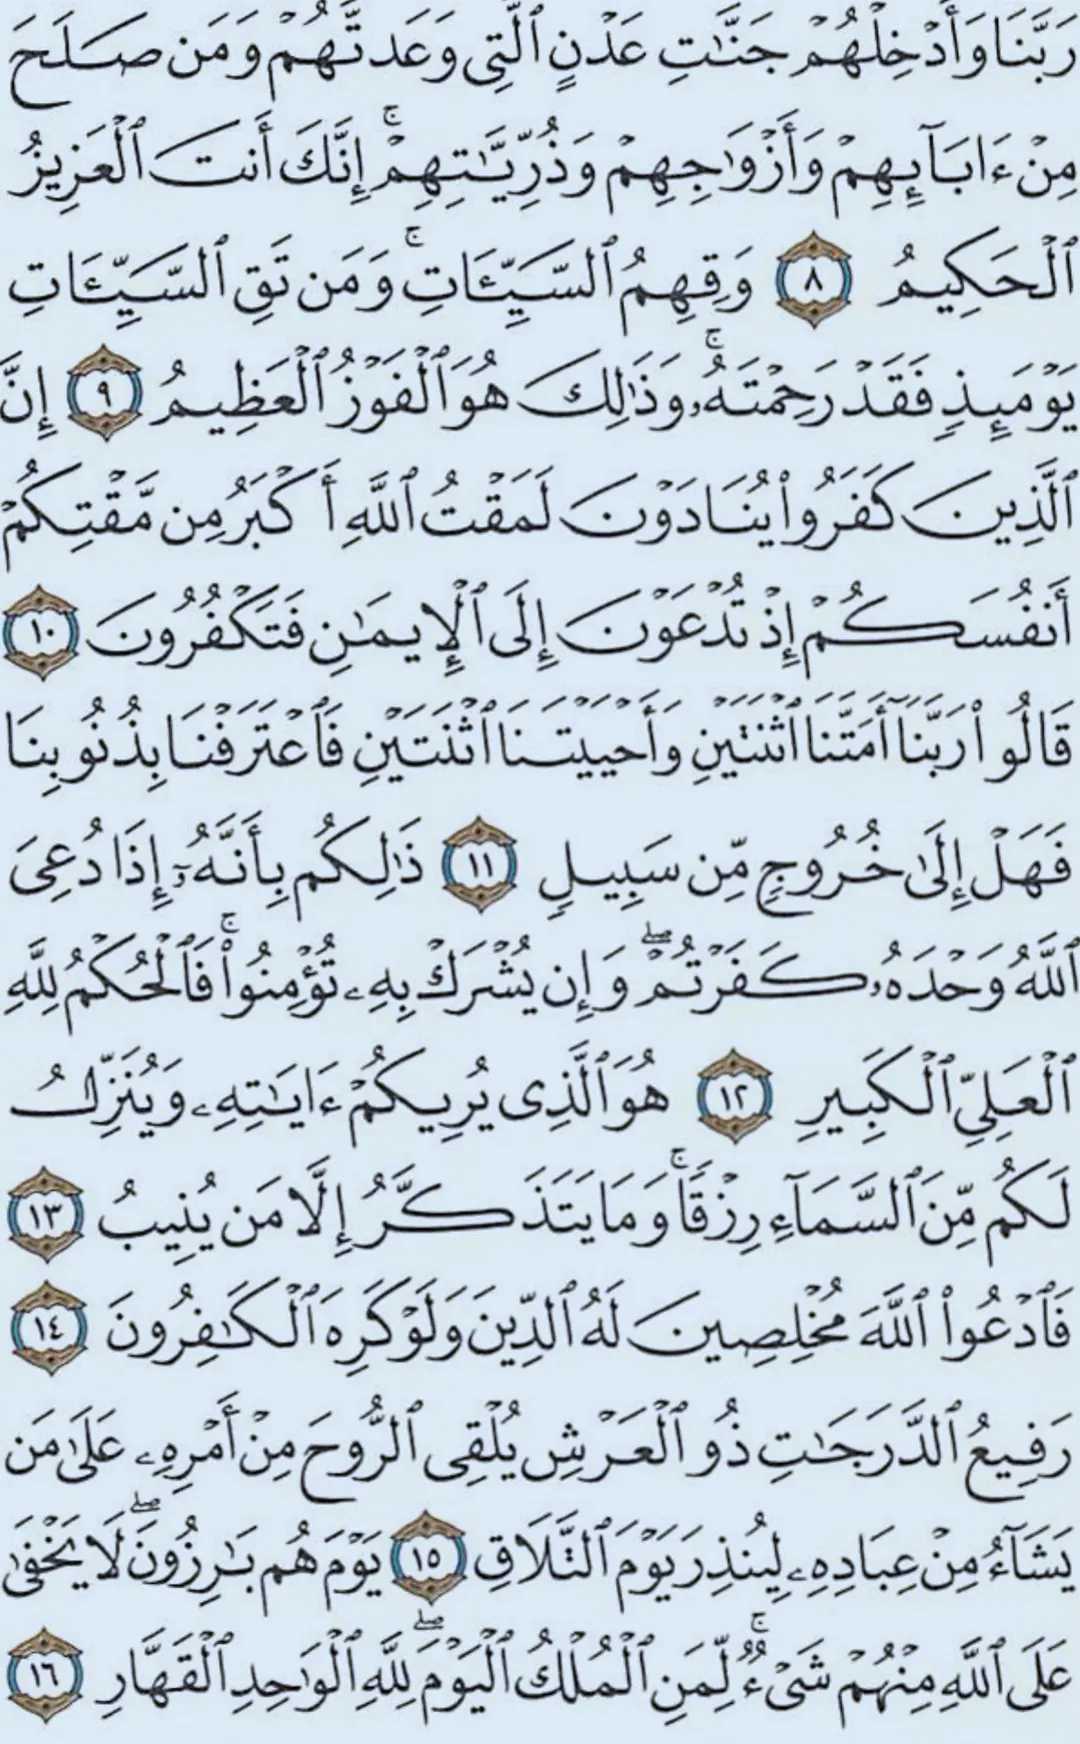 رَبَّنَا وَأَدْخِلْهُمْ جَنَّٰتِ عَدْنٍ ٱلَّتِى وَعَدتَّهُمْ وَمَن صَلَحَ
مِنْ ءَابَآئِهِمْ وَأَزْوَٰجِهِمْ وَذُرِّيَّٰتِهِمْ ۚ إِنَّكَ أَنتَ ٱلْعَزِيزُ
ٱلْحَكِيمُ ٨ وَقِهِمُ ٱلسَّيِّـَٔاتِ ۚ وَمَن تَقِ ٱلسَّيِّـَٔاتِ
يَوْمَئِذٍ فَقَدْ رَحِمْتَهُۥ ۚ وَذَٰلِكَ هُوَ ٱلْفَوْزُ ٱلْعَظِيمُ ٩ إِنَّ
ٱلَّذِينَ كَفَرُوا۟ يُنَادَوْنَ لَمَقْتُ ٱللَّهِ أَكْبَرُ مِن مَّقْتِكُمْ
أَنفُسَكُمْ إِذْ تُدْعَوْنَ إِلَى ٱلْإِيمَٰنِ فَتَكْفُرُونَ ١٠
قَالُوا۟ رَبَّنَآ أَمَتَّنَا ٱثْنَتَيْنِ وَأَحْيَيْتَنَا ٱثْنَتَيْنِ فَٱعْتَرَفْنَا بِذُنُوبِنَا
فَهَلْ إِلَىٰ خُرُوجٍ مِّن سَبِيلٍ ١١ ذَٰلِكُم بِأَنَّهُۥٓ إِذَا دُعِىَ
ٱللَّهُ وَحْدَهُۥ كَفَرْتُمْ ۖ وَإِن يُشْرَكْ بِهِۦ تُؤْمِنُوا۟ ۚ فَٱلْحُكْمُ لِلَّهِ
ٱلْعَلِىِّ ٱلْكَبِيرِ ١٢ هُوَ ٱلَّذِى يُرِيكُمْ ءَايَٰتِهِۦ وَيُنَزِّلُ
لَكُم مِّنَ ٱلسَّمَآءِ رِزْقًا ۚ وَمَا يَتَذَكَّرُ إِلَّا مَن يُنِيبُ ١٣
فَٱدْعُوا۟ ٱللَّهَ مُخْلِصِينَ لَهُ ٱلدِّينَ وَلَوْ كَرِهَ ٱلْكَٰفِرُونَ ١٤
رَفِيعُ ٱلدَّرَجَٰتِ ذُو ٱلْعَرْشِ يُلْقِى ٱلرُّوحَ مِنْ أَمْرِهِۦ عَلَىٰ مَن
يَشَآءُ مِنْ عِبَادِهِۦ لِيُنذِرَ يَوْمَ ٱلتَّلَاقِ ١٥ يَوْمَ هُم بَٰرِزُونَ ۖ لَا يَخْفَىٰ
عَلَى ٱللَّهِ مِنْهُمْ شَىْءٌ ۚ لِّمَنِ ٱلْمُلْكُ ٱلْيَوْمَ ۖ لِلَّهِ ٱلْوَٰحِدِ ٱلْقَهَّارِ ١٦